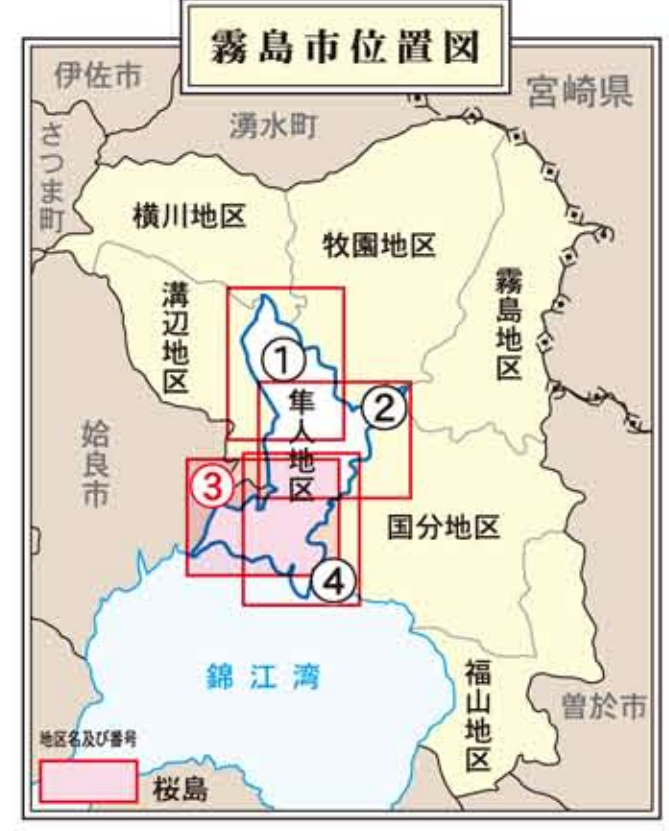 霧島市位置図
伊佐市
宮崎県
湧水町
さつま町
横川地区
牧園地区
溝辺地区
霧島地区
①
②
隼人地区
姶良市
③
国分地区
④
錦江湾
福山地区
曽於市
地区名及び番号
桜島